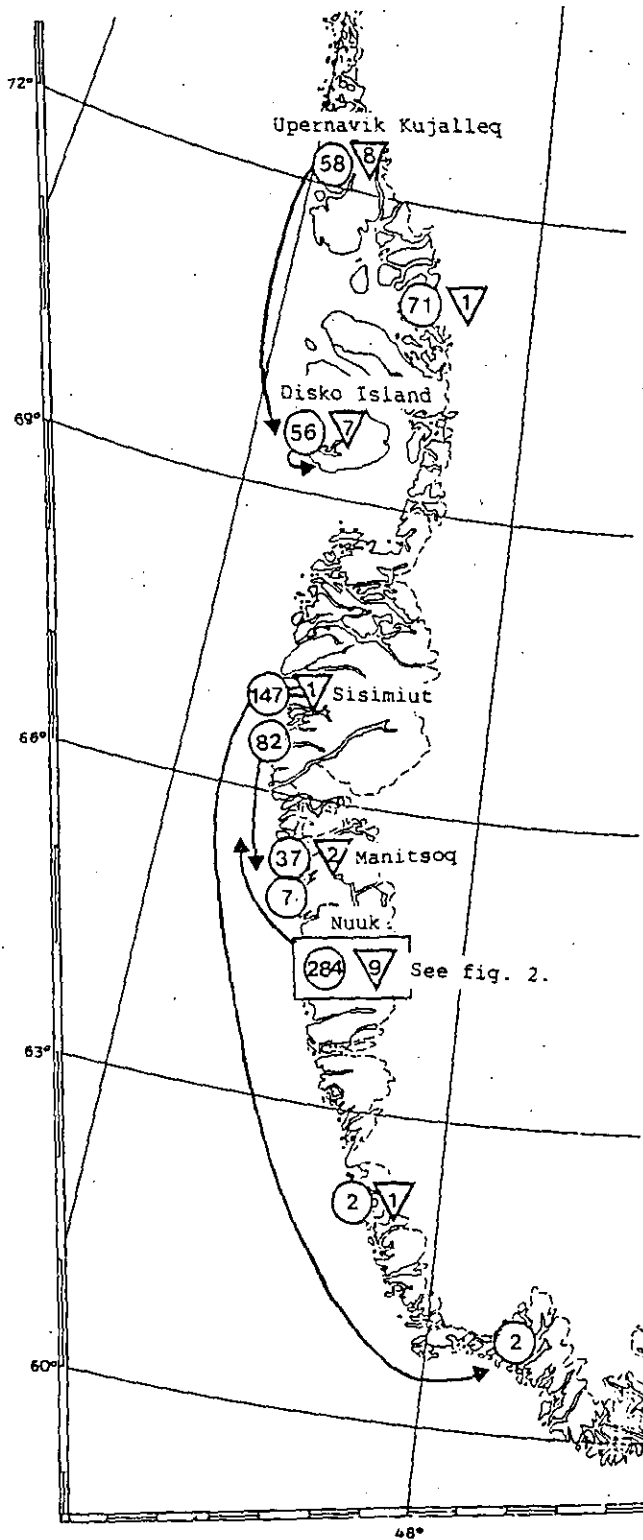 72°
Upernavik Kujalleq
58 8
71 1
Disko Island
69°
56 7
147 1 Sisimiut
66°
82
37 2 Manitsoq
7
Nuuk
284 9 See fig. 2.
63°
2 1
2
60°
48°